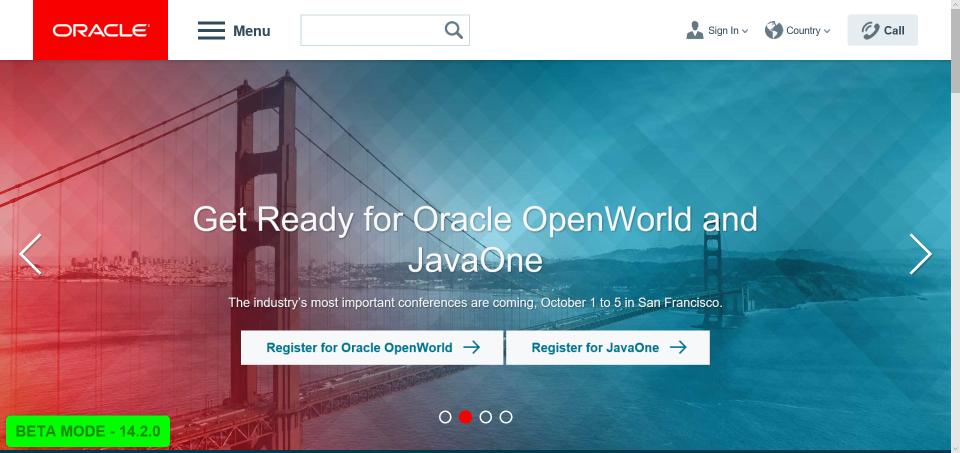 ORACLE
Menu
Sign In
Country
Call
Get Ready for Oracle OpenWorld and
JavaOne
The industry's most important conferences are coming, October 1 to 5 in San Francisco.
Register for Oracle OpenWorld
Register for JavaOne
BETA MODE - 14.2.0